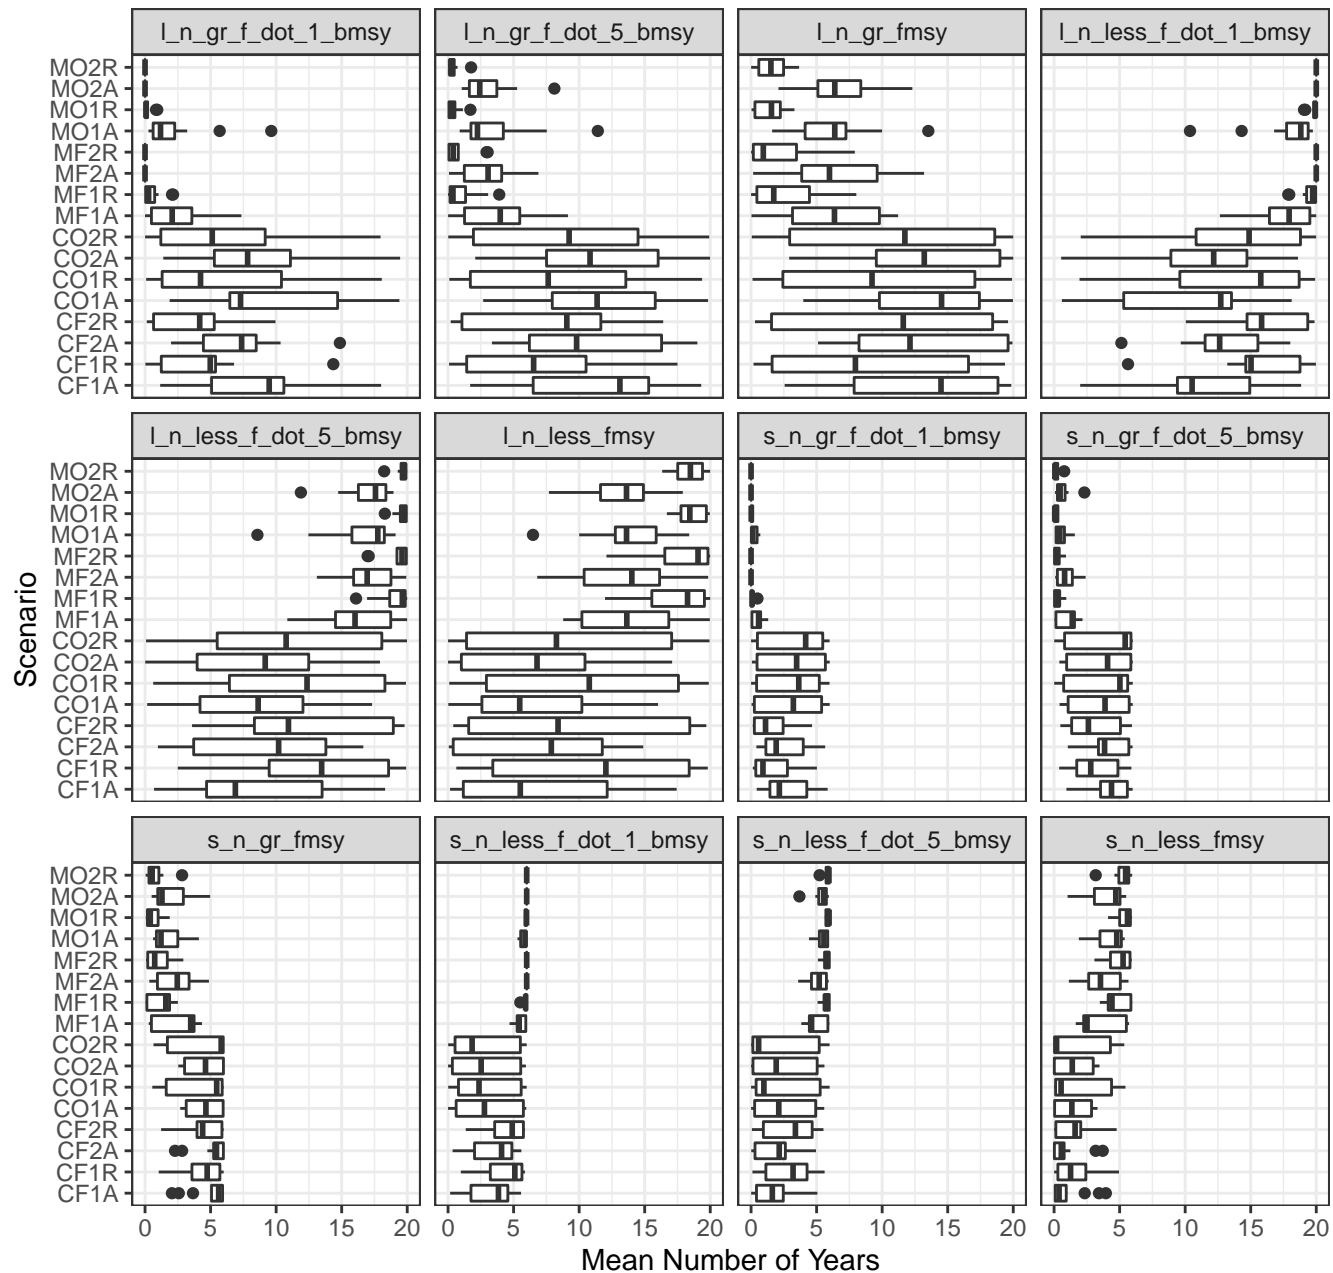 l_n_gr_f_dot_1_bmsy l_n_gr_f_dot_5_bmsy l_n_gr_fmsy l_n_less_f_dot_1_bmsy
MO2R
MO2A
MO1R
MO1A
MF2R
MF2A
MF1R
MF1A
CO2R
CO2A
CO1R
CO1A
CF2R
CF2A
CF1R
CF1A
l_n_less_f_dot_5_bmsy l_n_less_fmsy s_n_gr_f_dot_1_bmsy s_n_gr_f_dot_5_bmsy
MO2R
MO2A
MO1R
MO1A
MF2R
MF2A
MF1R
MF1A
CO2R
CO2A
CO1R
CO1A
CF2R
CF2A
CF1R
CF1A
Scenario
s_n_gr_fmsy s_n_less_f_dot_1_bmsy s_n_less_f_dot_5_bmsy s_n_less_fmsy
MO2R
MO2A
MO1R
MO1A
MF2R
MF2A
MF1R
MF1A
CO2R
CO2A
CO1R
CO1A
CF2R
CF2A
CF1R
CF1A
0 5 10 15 20 0 5 10 15 20 0 5 10 15 20 0 5 10 15 20
Mean Number of Years